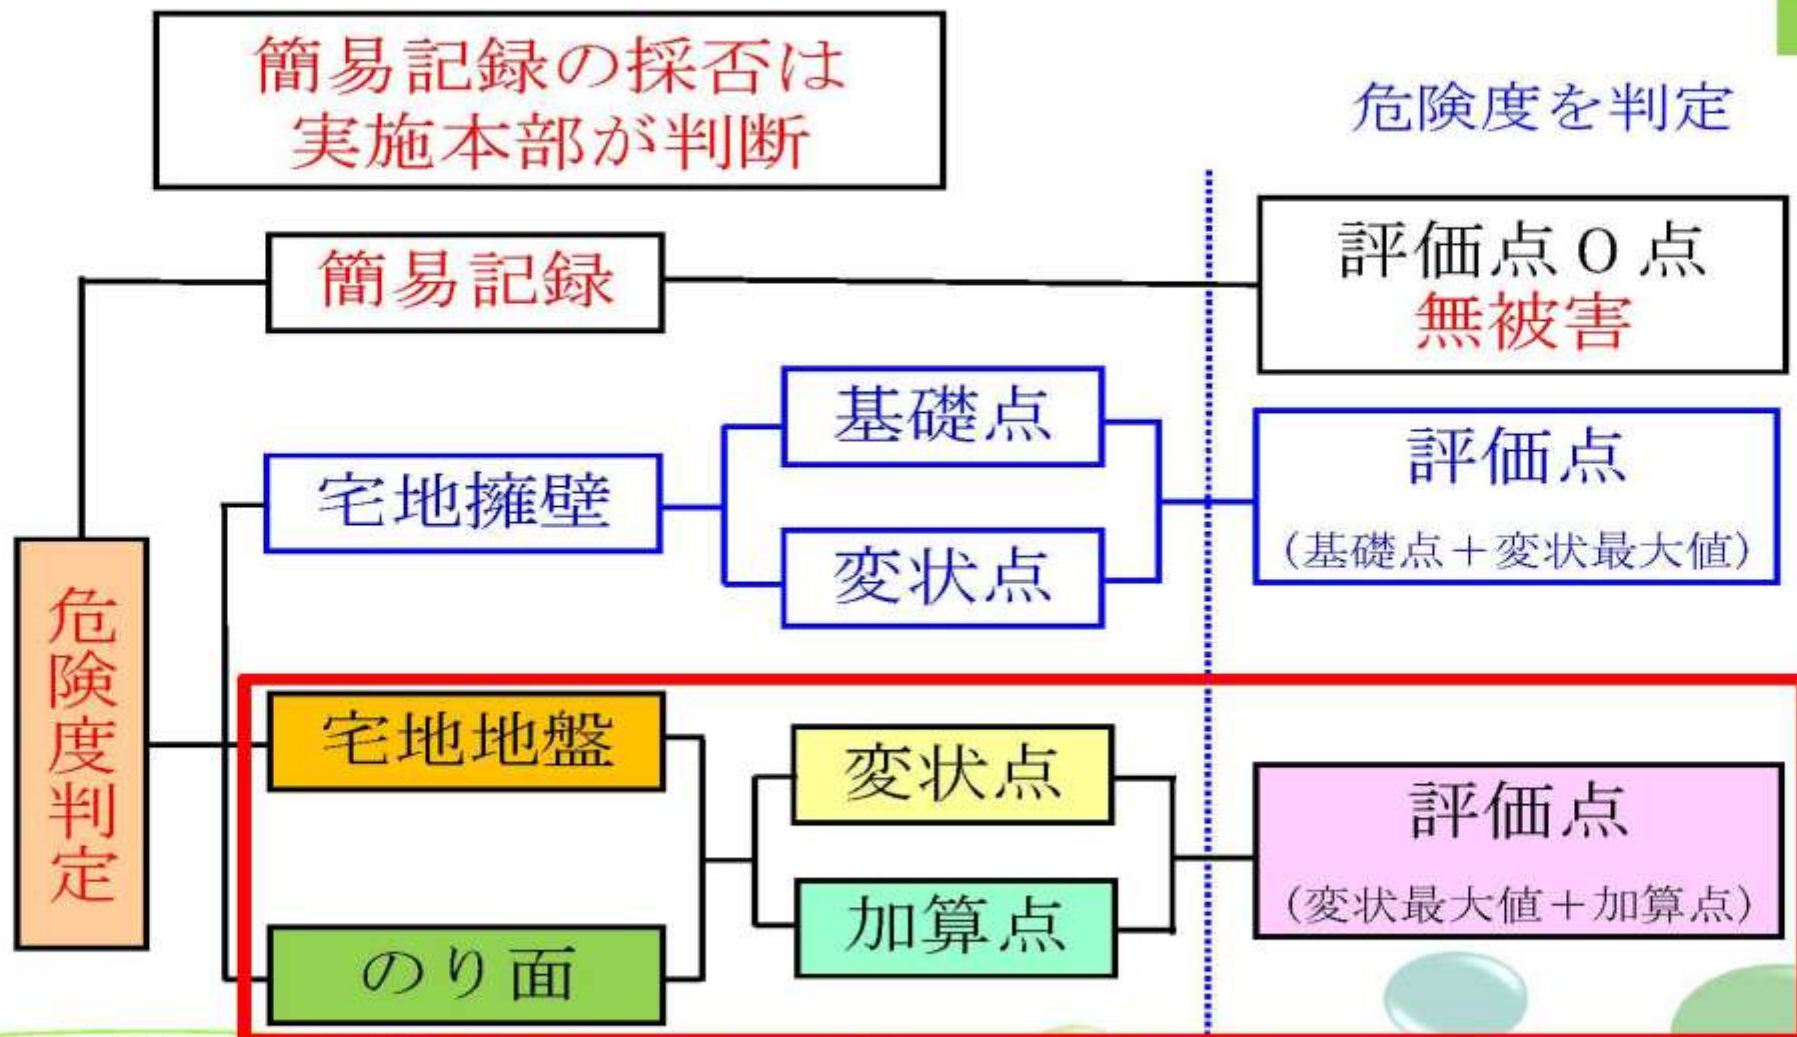 簡易記録の採否は
実施本部が判断
危険度を判定
簡易記録
評価点０点
無被害
基礎点
宅地擁壁
変状点
評価点
（基礎点＋変状最大値）
危険度判定
宅地地盤
のり面
変状点
加算点
評価点
（変状最大値＋加算点）